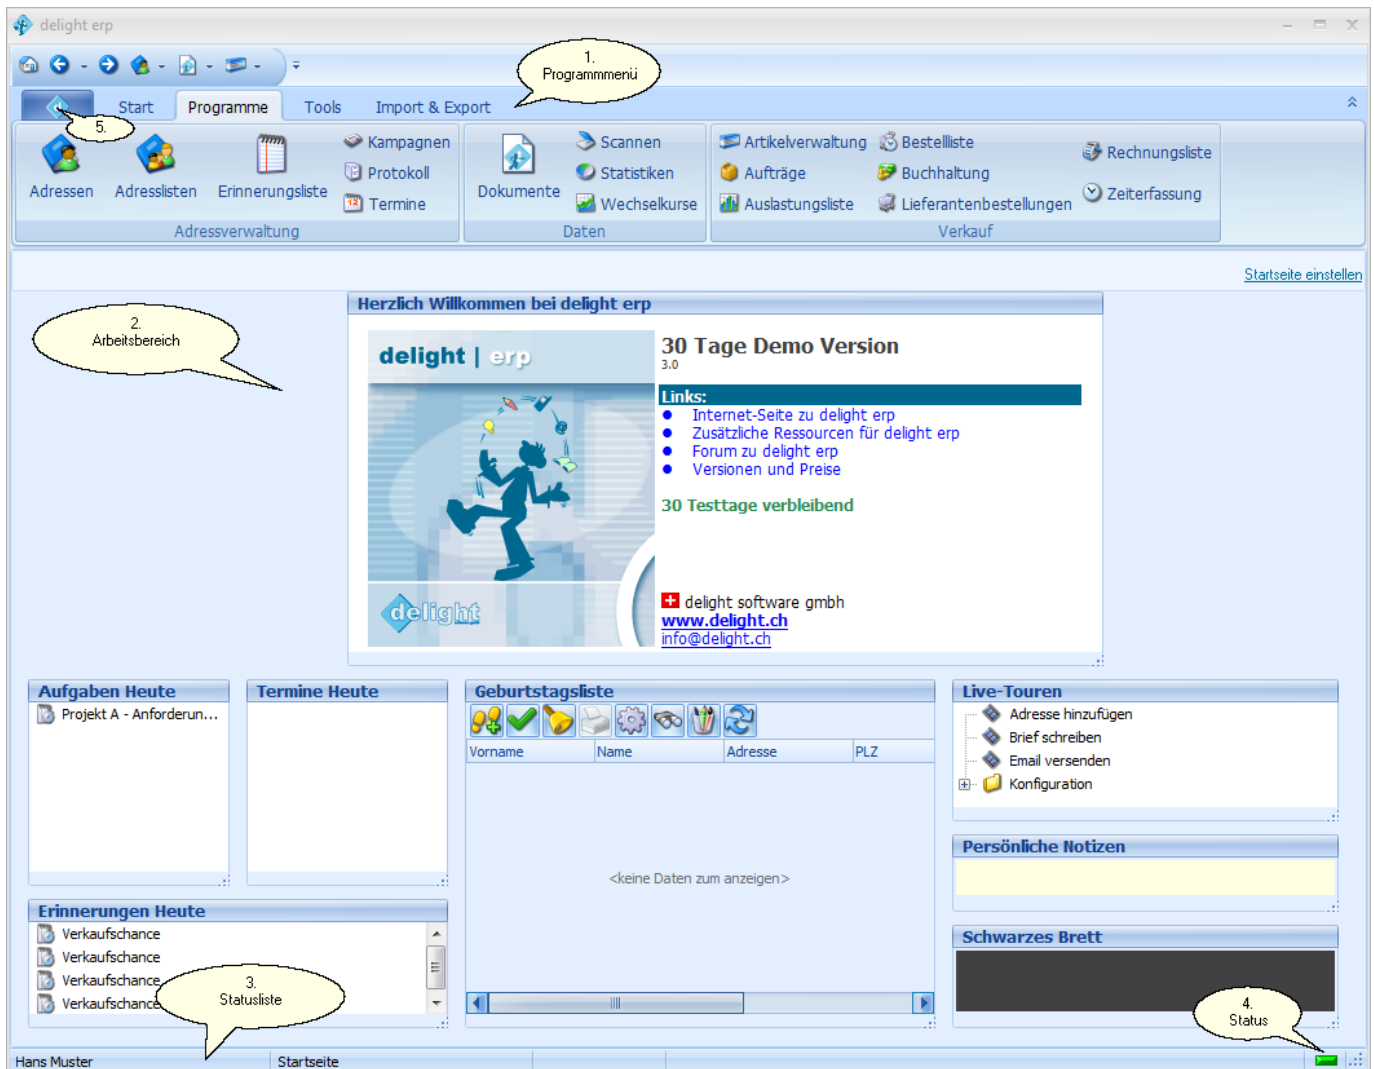 delight erp
1.
Programmmenü
Start
Programme
Tools
Import & Export
5.
Adressen
Adresslisten
Erinnerungsliste
Kampagnen
Protokoll
Termine
Adressverwaltung
Dokumente
Scannen
Statistiken
Wechselkurse
Daten
Artikelverwaltung
Aufträge
Auslastungsliste
Bestellliste
Buchhaltung
Lieferantenbestellungen
Rechnungsliste
Zeiterfassung
Verkauf
Startseite einstellen
2.
Arbeitsbereich
Herzlich Willkommen bei delight erp
delight | erp
delight
30 Tage Demo Version
3.0
Links:
Internet-Seite zu delight erp
Zusätzliche Ressourcen für delight erp
Forum zu delight erp
Versionen und Preise
30 Testtage verbleibend
delight software gmbh
www.delight.ch
info@delight.ch
Aufgaben Heute
Projekt A - Anforderun...
Termine Heute
Geburtstagsliste
Vorname Name Adresse PLZ
<keine Daten zum anzeigen>
Live-Touren
Adresse hinzufügen
Brief schreiben
Email versenden
Konfiguration
Persönliche Notizen
Schwarzes Brett
Erinnerungen Heute
Verkaufschance
Verkaufschance
Verkaufschance
Verkaufschance
3.
Statusliste
4.
Status
Hans Muster
Startseite